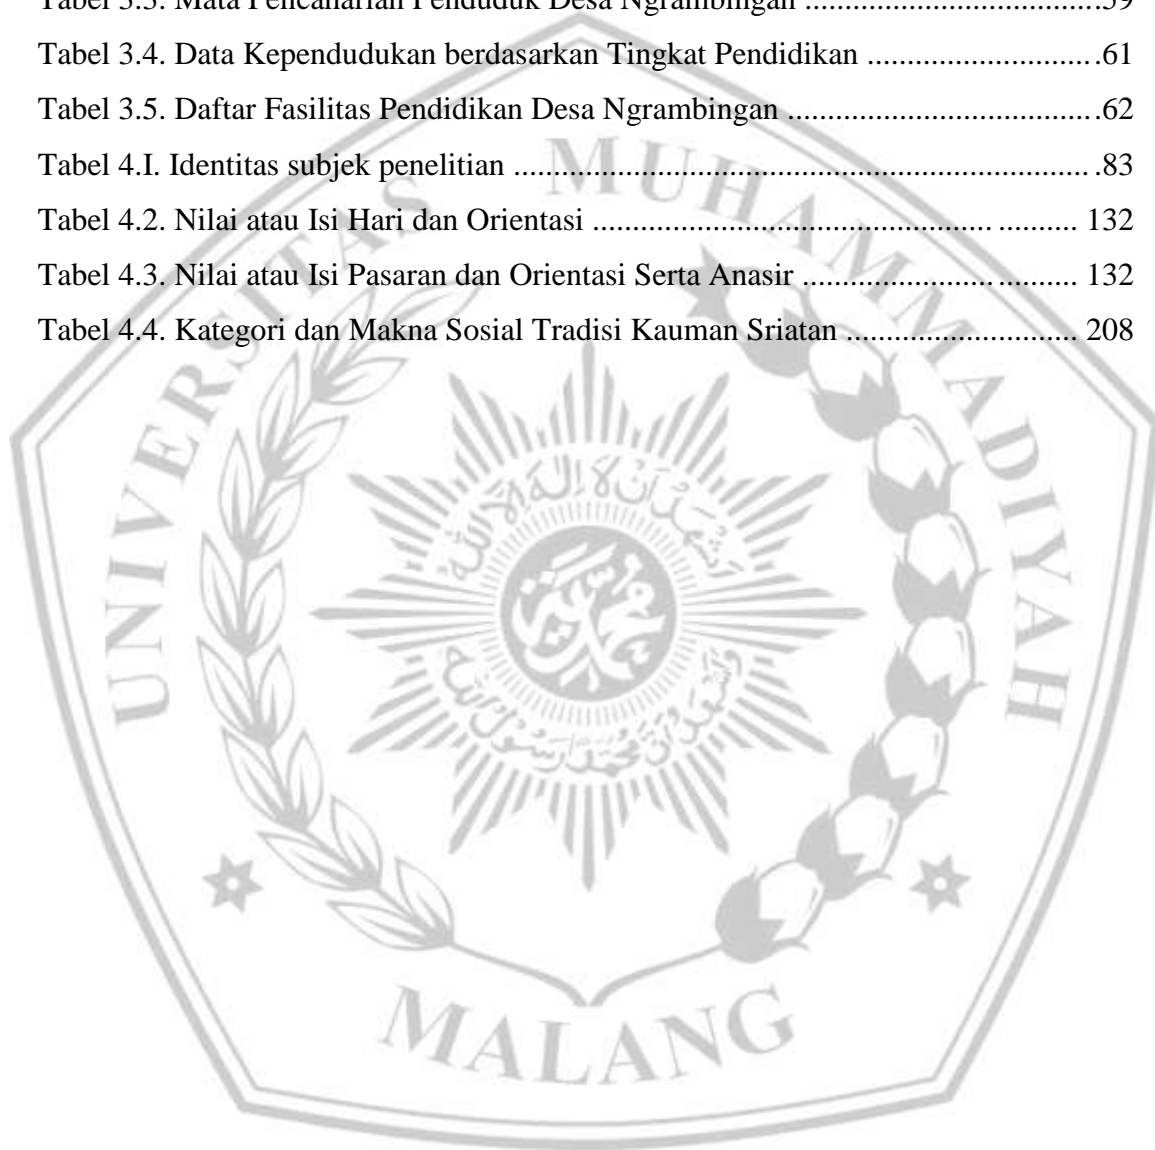 Tabel 3.3. Mata Pencaharian Penduduk Desa Ngrambingan ....................................59
Tabel 3.4. Data Kependudukan berdasarkan Tingkat Pendidikan .............................61
Tabel 3.5. Daftar Fasilitas Pendidikan Desa Ngrambingan .......................................62
Tabel 4.I. Identitas subjek penelitian ..........................................................................83
Tabel 4.2. Nilai atau Isi Hari dan Orientasi ............................................................ 132
Tabel 4.3. Nilai atau Isi Pasaran dan Orientasi Serta Anasir .................................. 132
Tabel 4.4. Kategori dan Makna Sosial Tradisi Kauman Sriatan ............................. 208
UNIVERSITAS MUHAMMADIYAH
MALANG